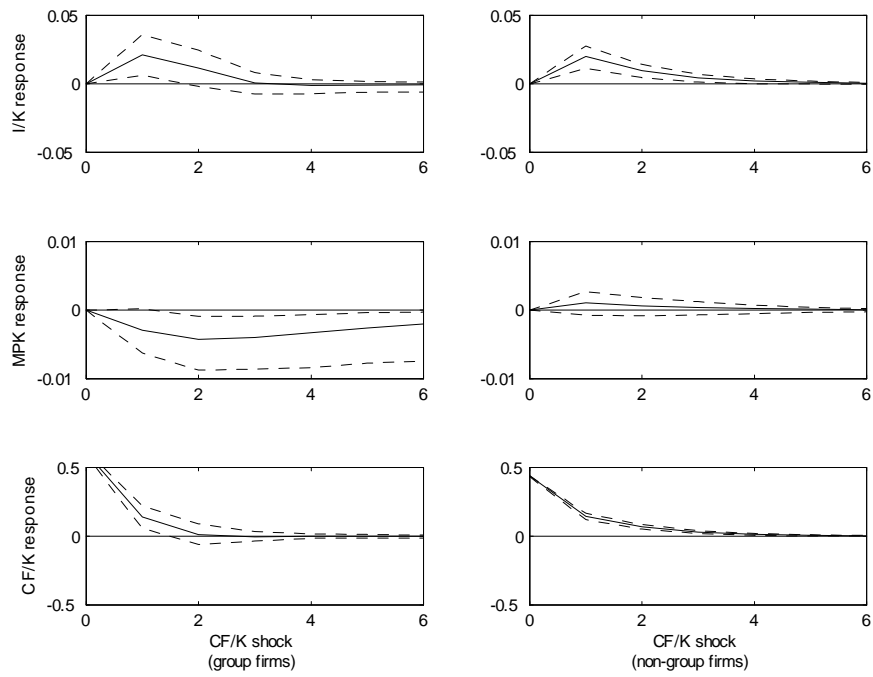 0.05
0
-0.05
I/K response
0 2 4 6
0.05
0
-0.05
0 2 4 6
0.01
0
-0.01
MPK response
0 2 4 6
0.01
0
-0.01
0 2 4 6
0.5
0
-0.5
CF/K response
0 2 4 6
CF/K shock
(group firms)
0.5
0
-0.5
0 2 4 6
CF/K shock
(non-group firms)